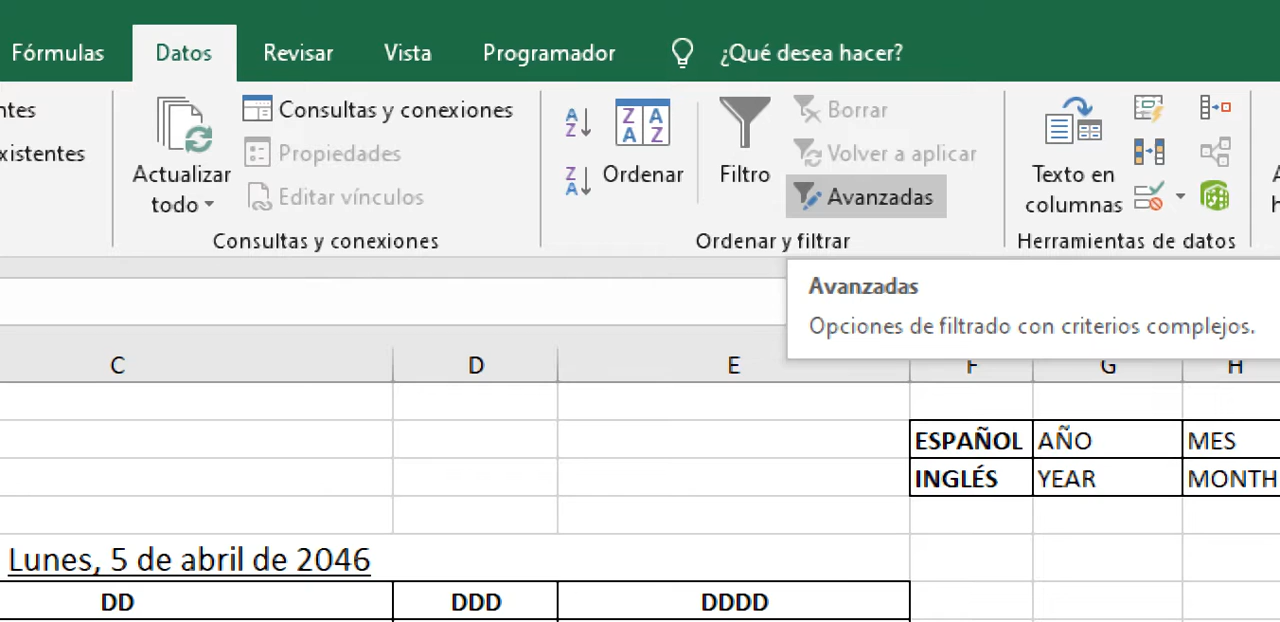 Fórmulas Datos Revisar Vista Programador ¿Qué desea hacer?
ntes
xistentes
Actualizar
todo
Consultas y conexiones
Propiedades
Editar vínculos
Consultas y conexiones
Ordenar
Filtro
Borrar
Volver a aplicar
Avanzadas
Ordenar y filtrar
Texto en
columnas
Herramientas de datos
Avanzadas
Opciones de filtrado con criterios complejos.
C D E F G H
ESPAÑOL AÑO MES
INGLÉS YEAR MONTH
Lunes, 5 de abril de 2046
DD DDD DDDD